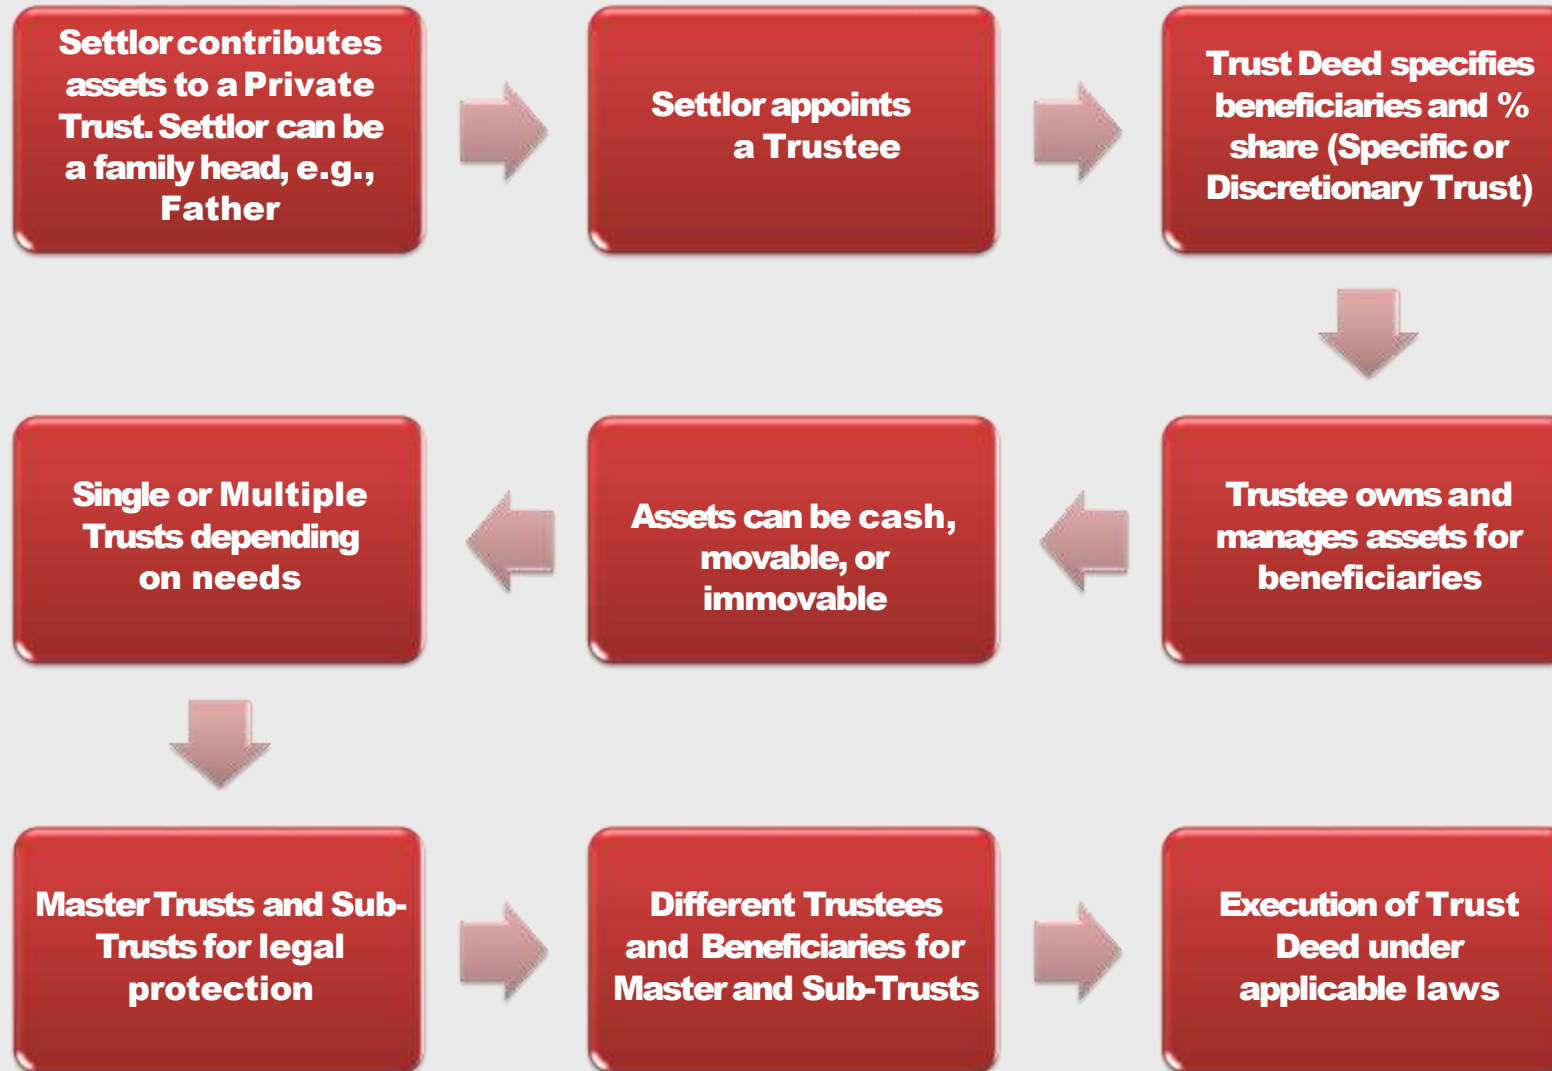 Settlor contributes
assets to a Private
Trust. Settlor can be
a family head, e.g.,
Father
Settlor appoints
a Trustee
Trust Deed specifies
beneficiaries and %
share (Specific or
Discretionary Trust)
Trustee owns and
manages assets for
beneficiaries
Assets can be cash,
movable, or
immovable
Single or Multiple
Trusts depending
on needs
Master Trusts and Sub-
Trusts for legal
protection
Different Trustees
and Beneficiaries for
Master and Sub-Trusts
Execution of Trust
Deed under
applicable laws